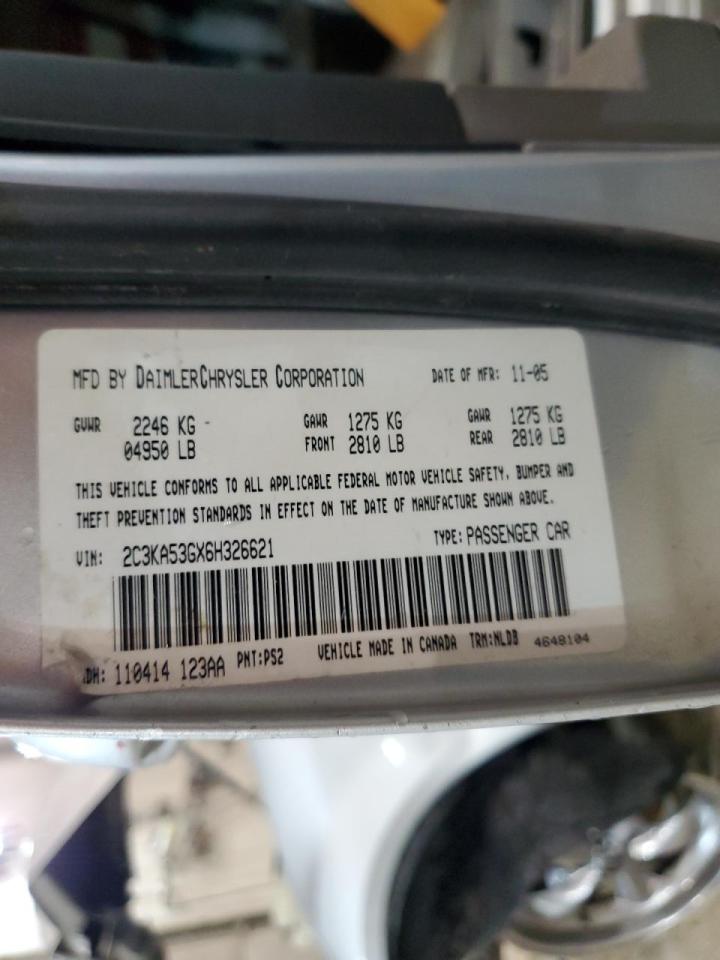 MFD BY DAIMLERCHRYSLER CORPORATION DATE OF MFR: 11-05
GVWR 2246 KG GAWR 1275 KG GAWR 1275 KG
04950 LB FRONT 2810 LB REAR 2810 LB
THIS VEHICLE CONFORMS TO ALL APPLICABLE FEDERAL MOTOR VEHICLE SAFETY, BUMPER AND
THEFT PREVENTION STANDARDS IN EFFECT ON THE DATE OF MANUFACTURE SHOWN ABOVE.
VIN: 2C3KA53GX6H326621 TYPE: PASSENGER CAR
MDH: 110414 123AA PNT:PS2 VEHICLE MADE IN CANADA TRM:NLDB 4648104